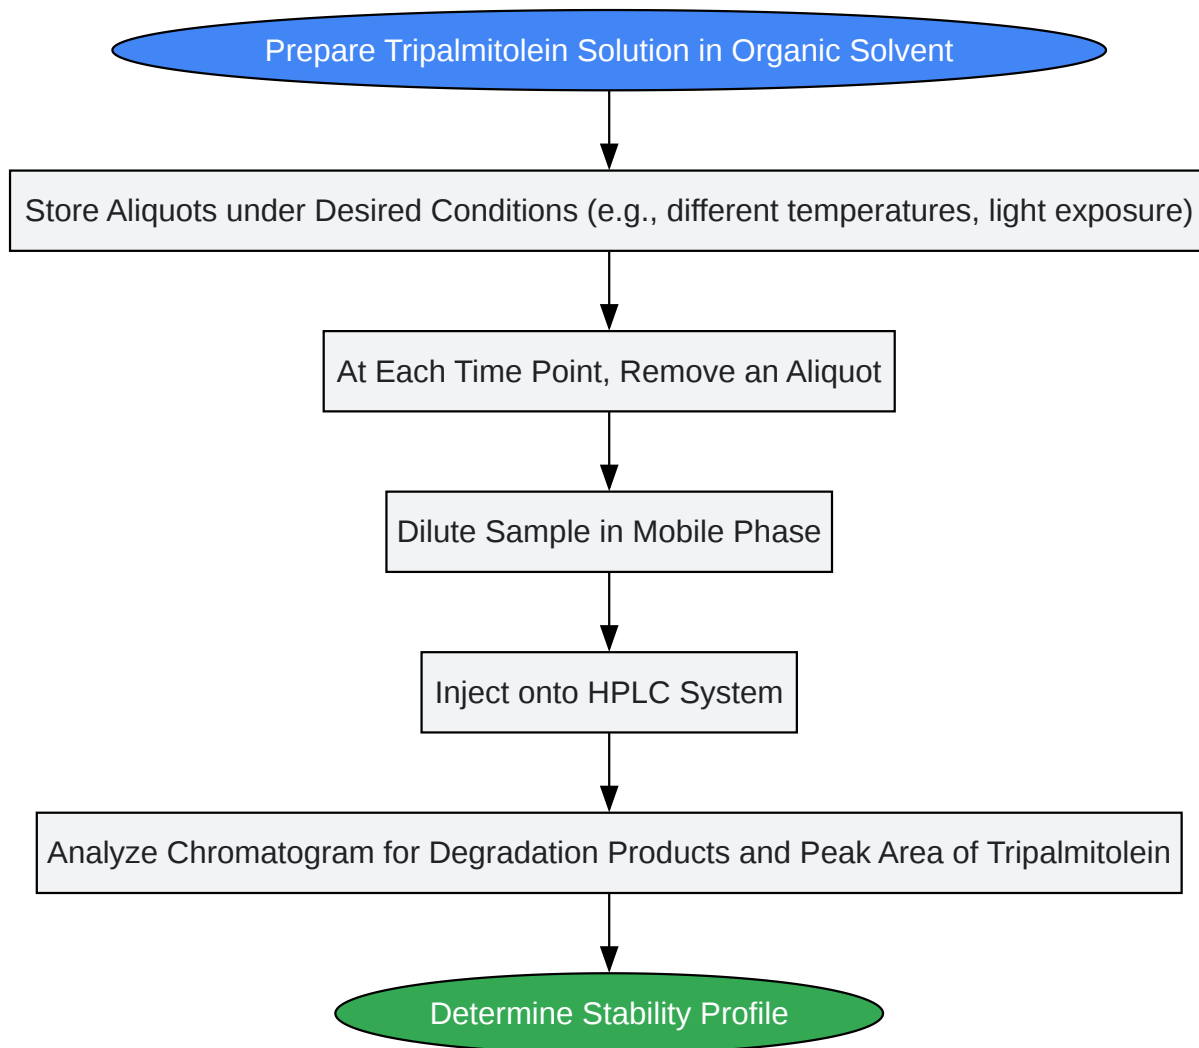 Prepare Tripalmitolein Solution in Organic Solvent
Store Aliquots under Desired Conditions (e.g., different temperatures, light exposure)
At Each Time Point, Remove an Aliquot
Dilute Sample in Mobile Phase
Inject onto HPLC System
Analyze Chromatogram for Degradation Products and Peak Area of Tripalmitolein
Determine Stability Profile